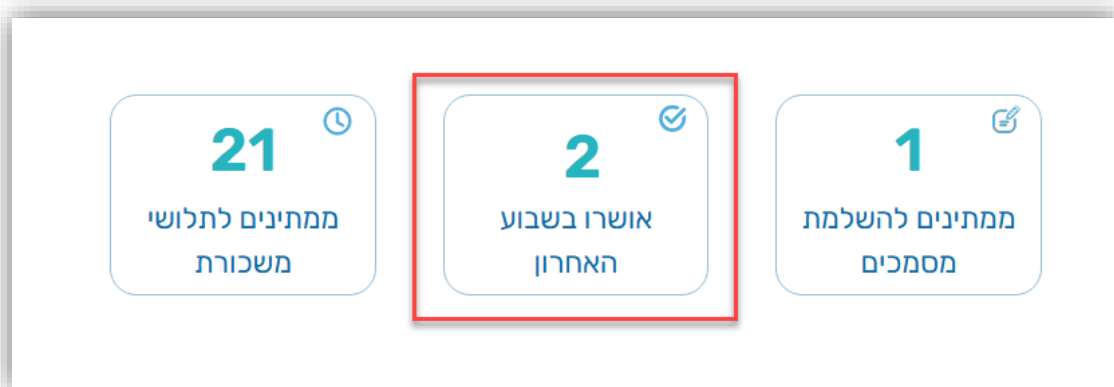 1
ממתינים להשלמת
מסמכים
2
אושרו בשבוע
האחרון
21
ממתינים לתלושי
משכורת